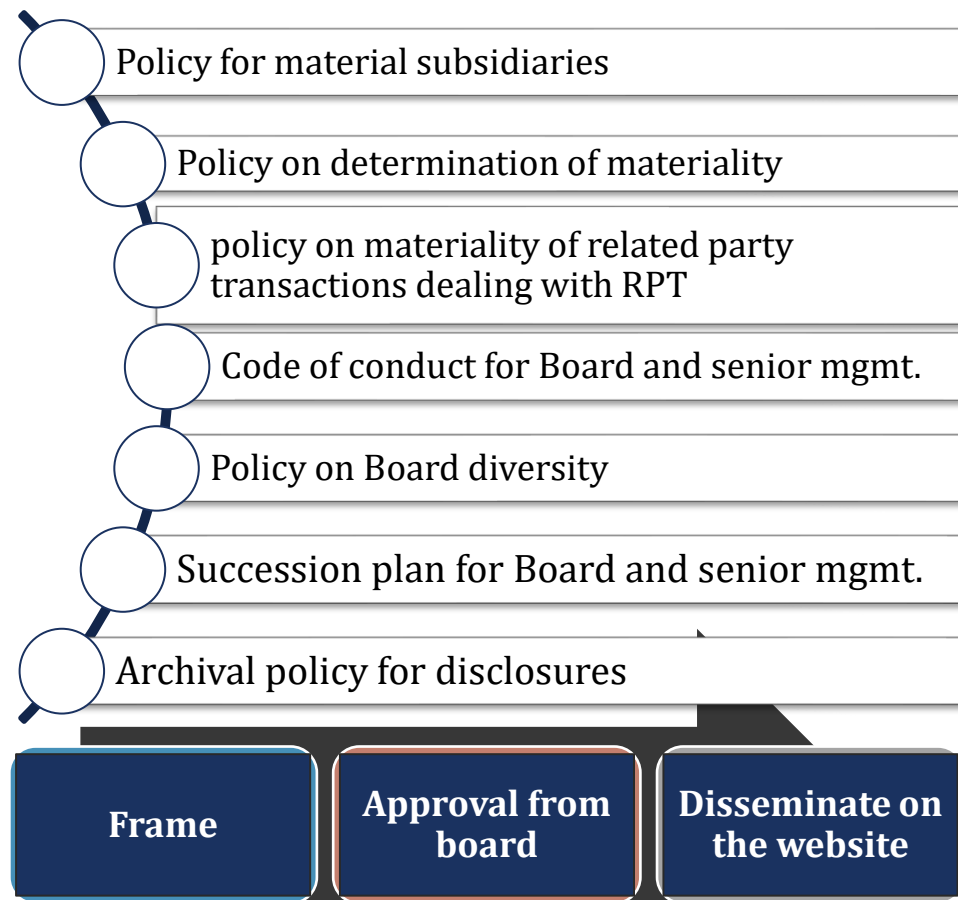 Policy for material subsidiaries
Policy on determination of materiality
policy on materiality of related party
transactions dealing with RPT
Code of conduct for Board and senior mgmt.
Policy on Board diversity
Succession plan for Board and senior mgmt.
Archival policy for disclosures
Frame
Approval from
board
Disseminate on
the website